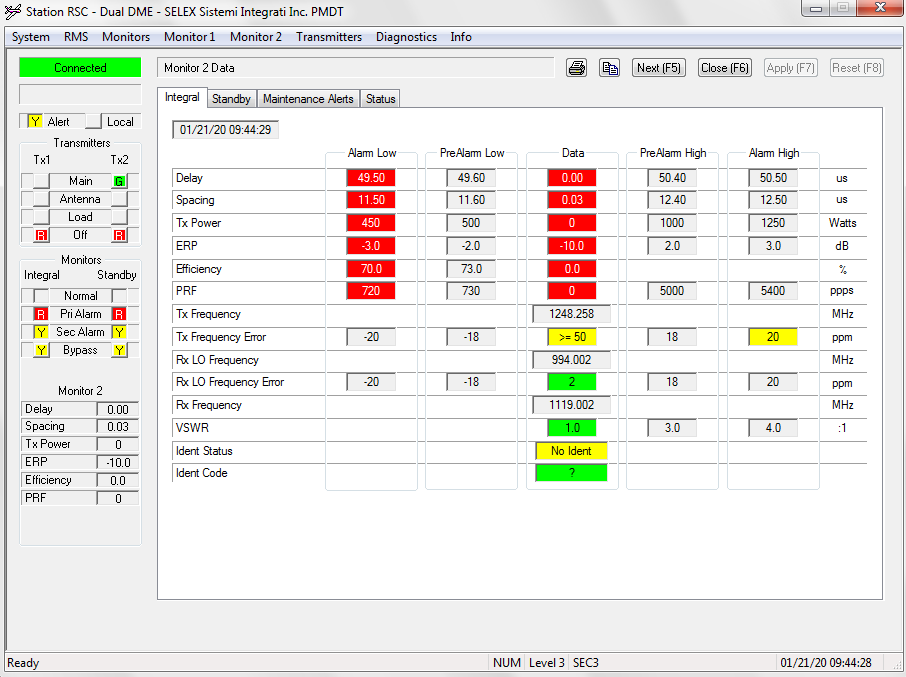 Station RSC - Dual DME - SELEX Sistemi Integrati Inc. PMDT
System RMS Monitors Monitor 1 Monitor 2 Transmitters Diagnostics Info
Connected
Monitor 2 Data
Next (F5) Close (F6) Apply (F7) Reset (F8)
Y Alert Local
Transmitters
Tx1 Tx2
Main G
Antenna
Load
R Off R
Monitors
Integral Standby
Normal
R Pri Alarm R
Y Sec Alarm Y
Y Bypass Y
Monitor 2
Delay 0.00
Spacing 0.03
Tx Power 0
ERP -10.0
Efficiency 0.0
PRF 0
Integral Standby Maintenance Alerts Status
01/21/20 09:44:29
Alarm Low PreAlarm Low Data PreAlarm High Alarm High
Delay 49.50 49.60 0.00 50.40 50.50 us
Spacing 11.50 11.60 0.03 12.40 12.50 us
Tx Power 450 500 0 1000 1250 Watts
ERP -3.0 -2.0 -10.0 2.0 3.0 dB
Efficiency 70.0 73.0 0.0 %
PRF 720 730 0 5000 5400 ppps
Tx Frequency 1248.258 MHz
Tx Frequency Error -20 -18 >= 50 18 20 ppm
Rx LO Frequency 994.002 MHz
Rx LO Frequency Error -20 -18 2 18 20 ppm
Rx Frequency 1119.002 MHz
VSWR 1.0 3.0 4.0 :1
Ident Status No Ident
Ident Code ?
Ready NUM Level 3 SEC3 01/21/20 09:44:28